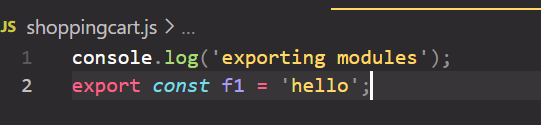 JS shoppingcart.js > ...
1 console.log('exporting modules');
2 export const f1 = 'hello';